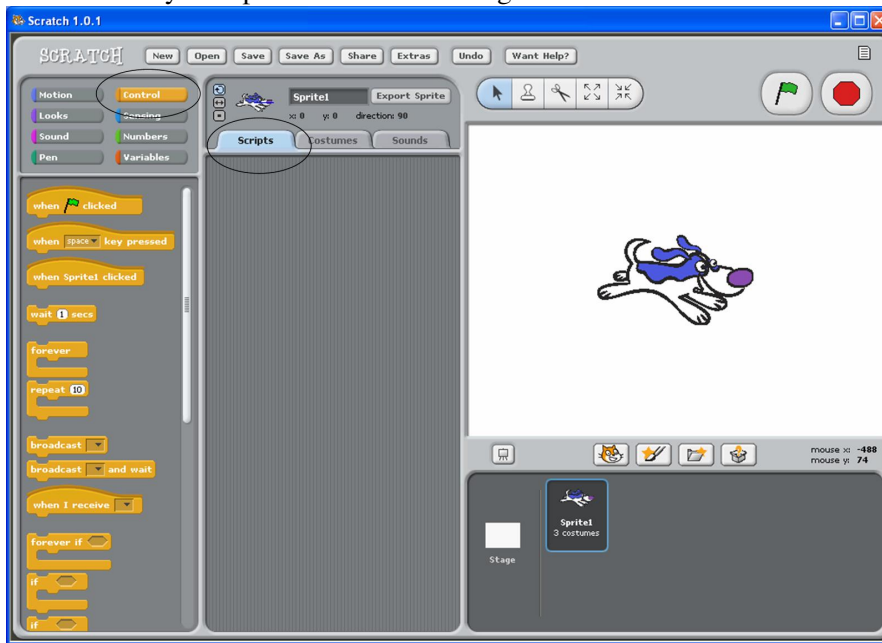 Scratch 1.0.1
SCRATCH New Open Save Save As Share Extras Undo Want Help?
Motion Control
Looks Sensing
Sound Numbers
Pen Variables
Sprite1 Export Sprite
x: 0 y: 0 direction: 90
Scripts Costumes Sounds
when clicked
when space key pressed
when Sprite1 clicked
wait 1 secs
forever
repeat 10
broadcast
broadcast and wait
when I receive
forever if
if
if
mouse x: -488
mouse y: 74
Stage
Sprite1
3 costumes